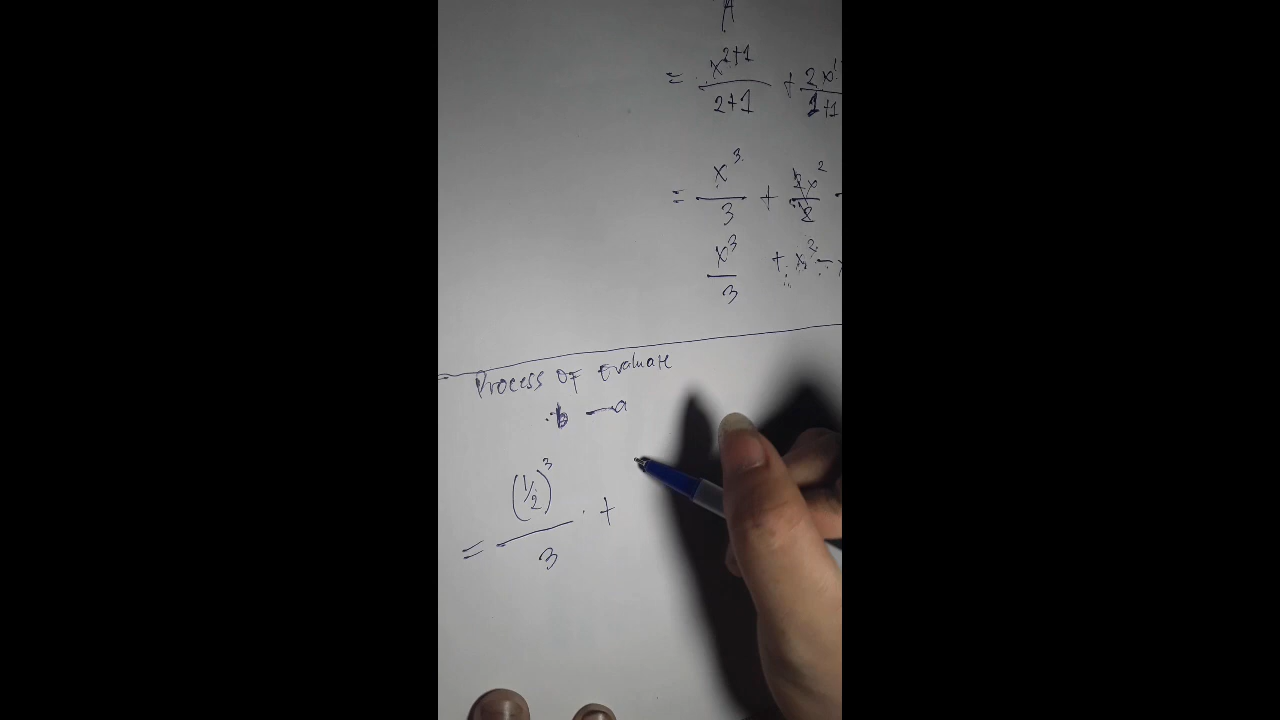 = x^{2+1}/2+1 + 2x^{1}/1+1
= x^3/3 + 2x^2/2 -
x^3/3 + x^2 - x
Process of evaluate
b - a
= (1/2)^3/3 +